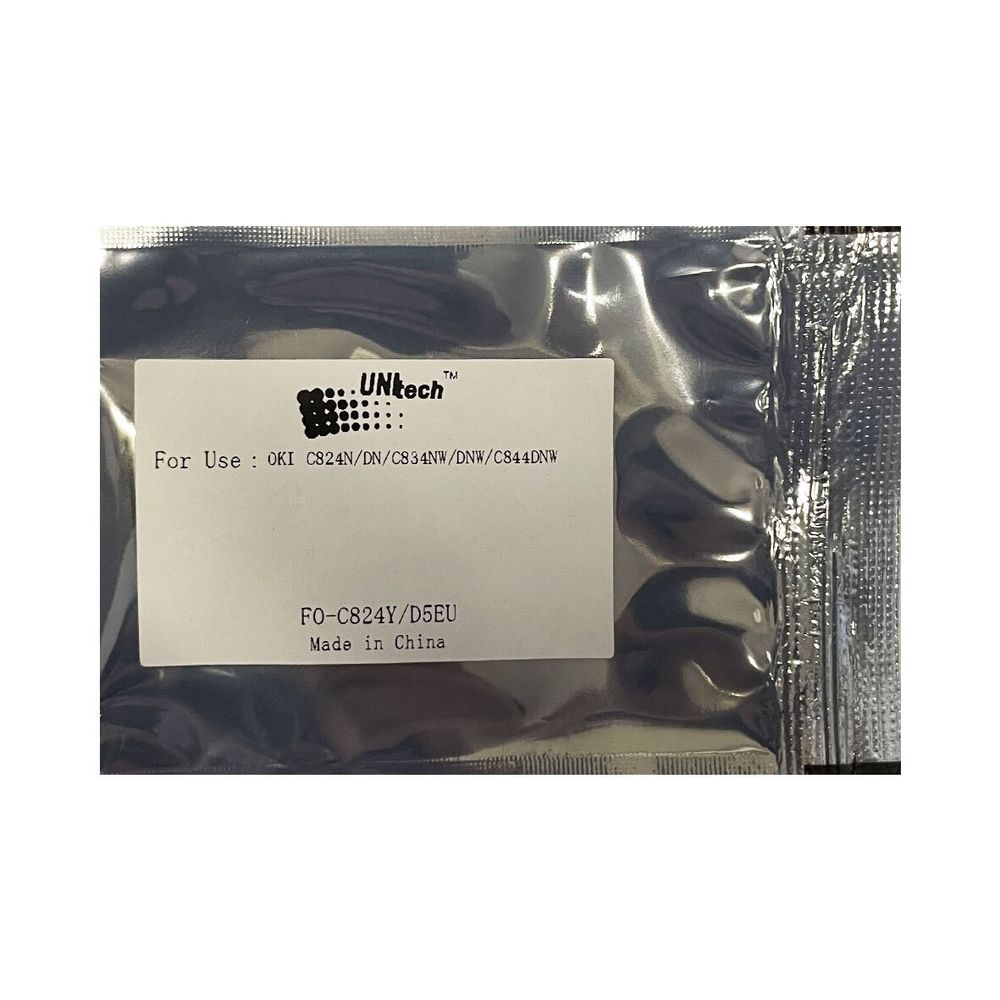 UNItech™
For Use : OKI C824N/DN/C834NW/DNW/C844DNW
FO-C824Y/D5EU
Made in China